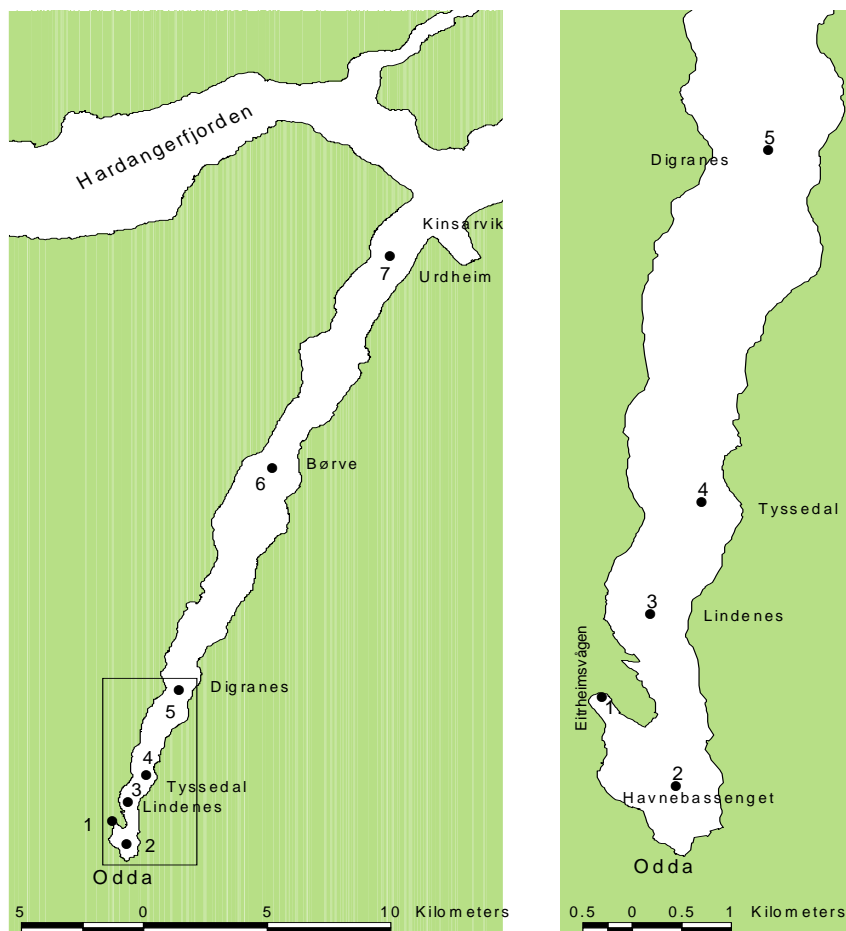 Hardangerfjorden
Kinsarvik
7
Urdheim
6
Børve
Digranes
5
4
Tyssedal
3
Lindenes
1
2
Odda
5 0 5 10 Kilometers
5
Digranes
4
Tyssedal
3
Lindenes
Eitrheimsvågen
1
2
Havnebassenget
Odda
0.5 0 0.5 1 Kilometers